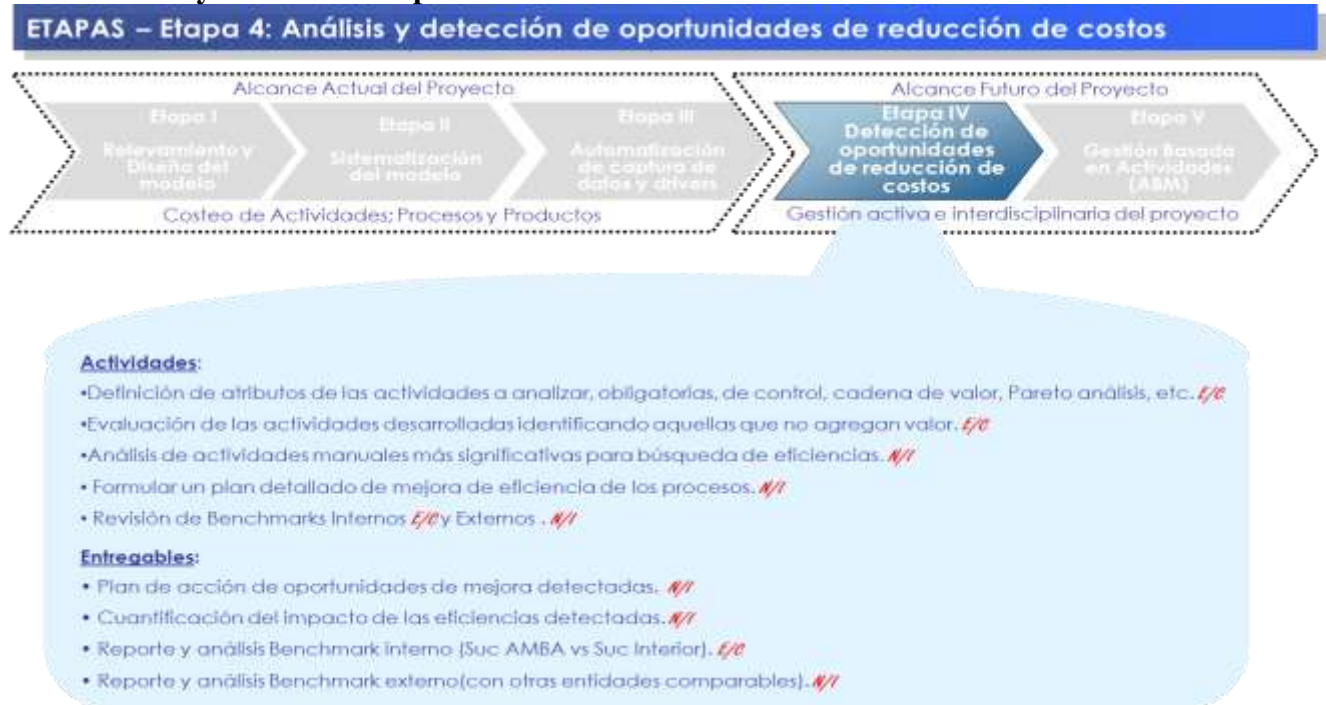 ETAPAS – Etapa 4: Análisis y detección de oportunidades de reducción de costos
Alcance Actual del Proyecto
Alcance Futuro del Proyecto
Etapa I
Relevamiento y
Diseño del
modelo
Etapa II
Sistematización
del modelo
Etapa III
Automatización
de captura de
datos y drivers
Etapa IV
Detección de
oportunidades
de reducción de
costos
Etapa V
Gestión Basada
en Actividades
(ABM)
Costeo de Actividades; Procesos y Productos
Gestión activa e interdisciplinaria del proyecto
Actividades:
•Definición de atributos de las actividades a analizar, obligatorias, de control, cadena de valor, Pareto análisis, etc. E/C
•Evaluación de las actividades desarrolladas identificando aquellas que no agregan valor. E/C
•Análisis de actividades manuales más significativas para búsqueda de eficiencias. N/I
• Formular un plan detallado de mejora de eficiencia de los procesos. N/I
• Revisión de Benchmarks Internos E/C y Externos . N/I
Entregables:
• Plan de acción de oportunidades de mejora detectadas. N/I
• Cuantificación del impacto de las eficiencias detectadas. N/I
• Reporte y análisis Benchmark interno (Suc AMBA vs Suc Interior). E/C
• Reporte y análisis Benchmark externo(con otras entidades comparables). N/I